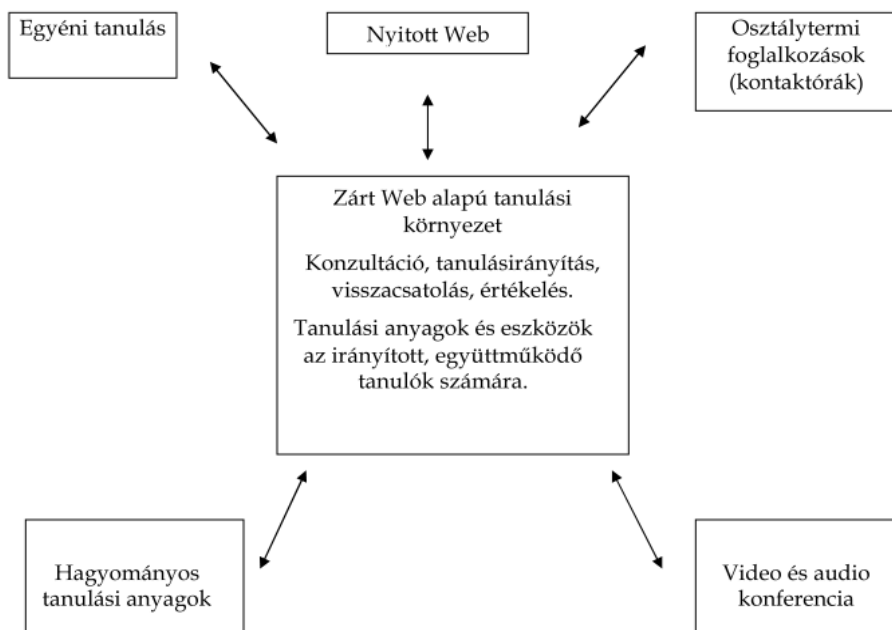 Egyéni tanulás
Nyitott Web
Osztálytermi
foglalkozások
(kontaktórák)
Zárt Web alapú tanulási
környezet
Konzultáció, tanulásirányítás,
visszacsatolás, értékelés.
Tanulási anyagok és eszközök
az irányított, együttműködő
tanulók számára.
Hagyományos
tanulási anyagok
Video és audio
konferencia